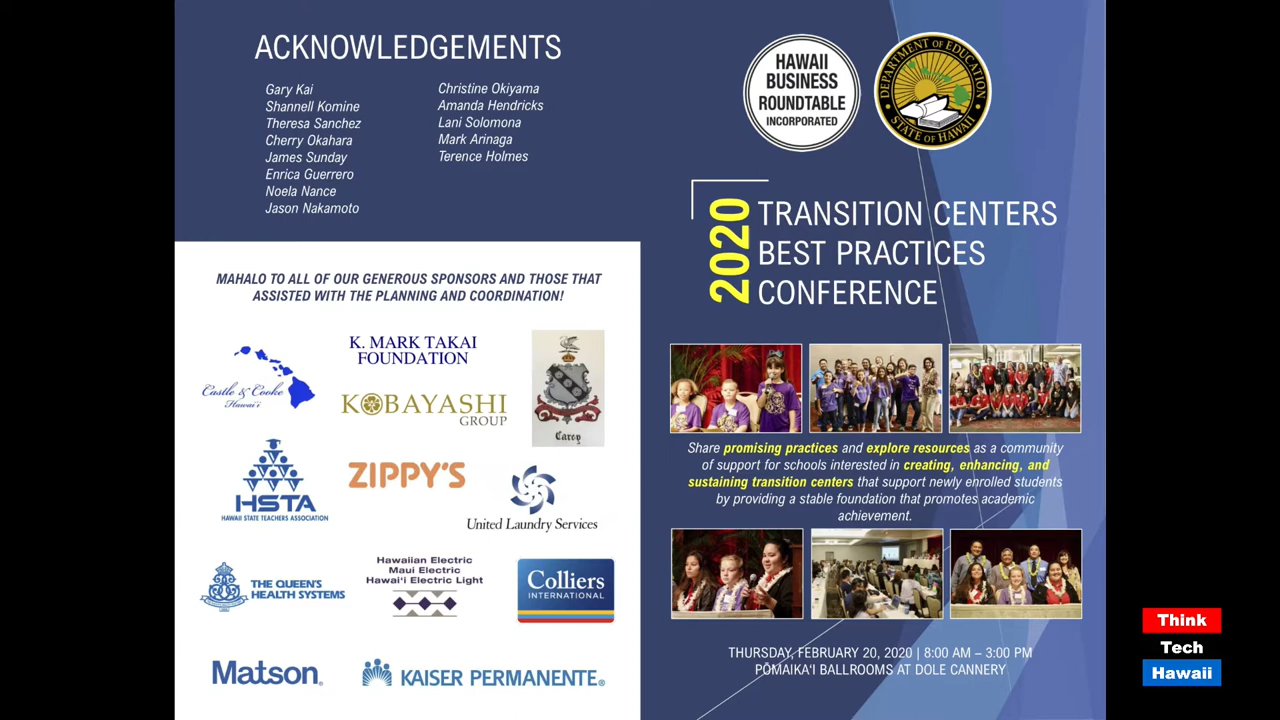 ACKNOWLEDGEMENTS
Gary Kai
Shannell Komine
Theresa Sanchez
Cherry Okahara
James Sunday
Enrica Guerrero
Noela Nance
Jason Nakamoto
Christine Okiyama
Amanda Hendricks
Lani Solomona
Mark Arinaga
Terence Holmes
MAHALO TO ALL OF OUR GENEROUS SPONSORS AND THOSE THAT
ASSISTED WITH THE PLANNING AND COORDINATION!
Castle & Cooke
Hawai'i
K. MARK TAKAI
FOUNDATION
KOBAYASHI
GROUP
Carey
HSTA
HAWAII STATE TEACHERS ASSOCIATION
ZIPPY'S
United Laundry Services
THE QUEEN'S
HEALTH SYSTEMS
Hawaiian Electric
Maui Electric
Hawai‘i Electric Light
Colliers
INTERNATIONAL
Matson®
KAISER PERMANENTE®
HAWAII
BUSINESS
ROUNDTABLE
INCORPORATED
DEPARTMENT OF EDUCATION
STATE OF HAWAII
2020
TRANSITION CENTERS
BEST PRACTICES
CONFERENCE
Share promising practices and explore resources as a community
of support for schools interested in creating, enhancing, and
sustaining transition centers that support newly enrolled students
by providing a stable foundation that promotes academic
achievement.
THURSDAY, FEBRUARY 20, 2020 | 8:00 AM – 3:00 PM
PŌMAIKA‘I BALLROOMS AT DOLE CANNERY
Think
Tech
Hawaii